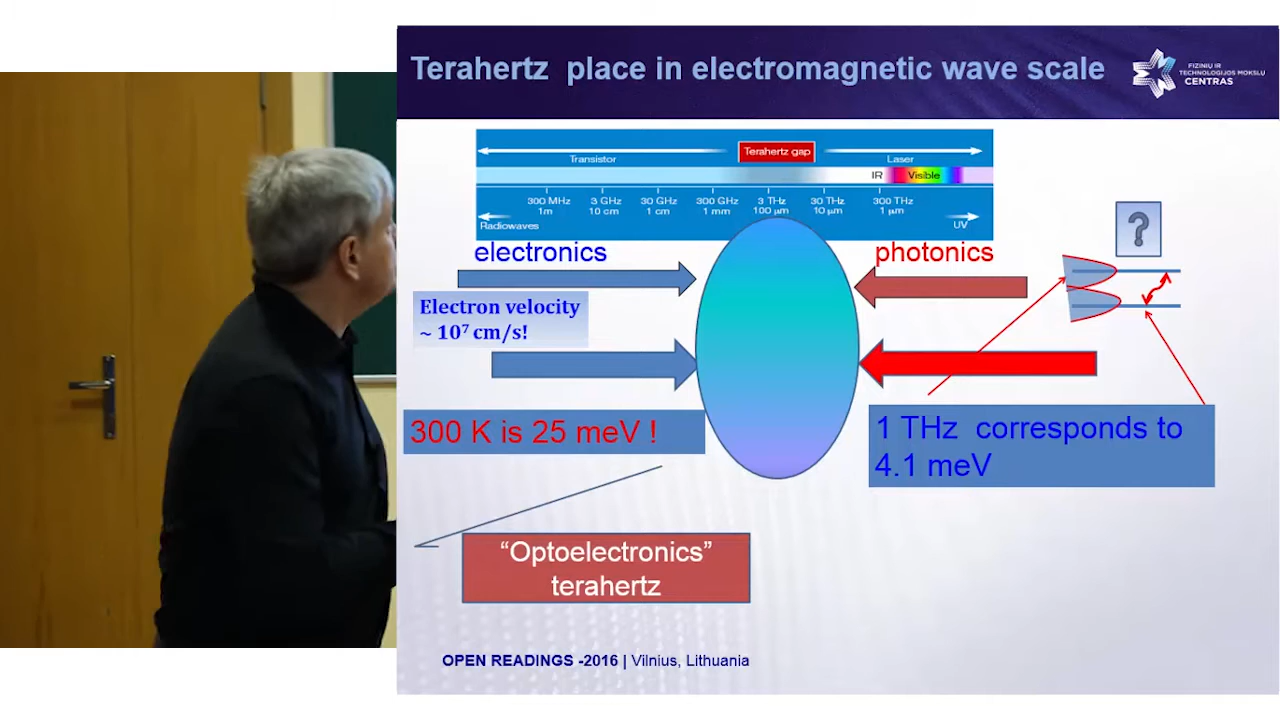 Terahertz place in electromagnetic wave scale
FIZINIŲ IR
TECHNOLOGIJOS MOKSLŲ
CENTRAS
Terahertz gap
Transistor
Laser
IR
Visible
300 MHz
3 GHz
30 GHz
300 GHz
3 THz
30 THz
300 THz
1m
10 cm
1 cm
1 mm
100 µm
10 µm
1 µm
Radiowaves
UV
?
electronics
photonics
Electron velocity
~ 10⁷ cm/s!
300 K is 25 meV !
1 THz corresponds to
4.1 meV
“Optoelectronics”
terahertz
OPEN READINGS -2016 | Vilnius, Lithuania